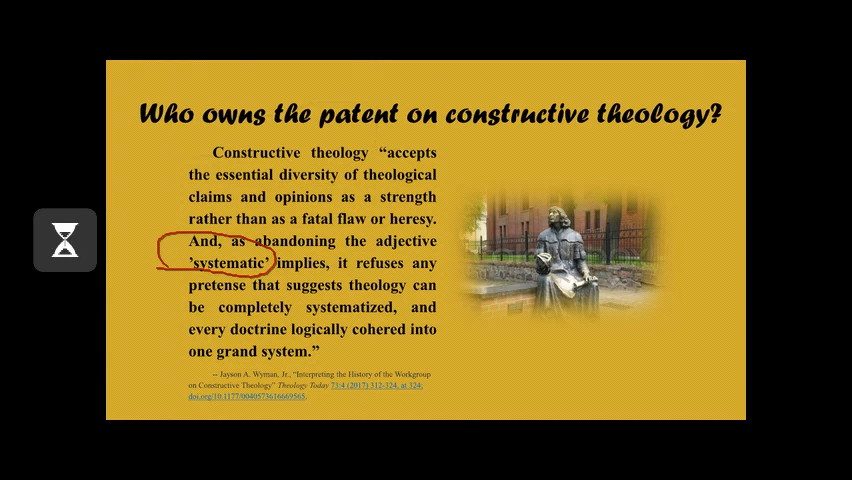 Who owns the patent on constructive theology?
Constructive theology “accepts
the essential diversity of theological
claims and opinions as a strength
rather than as a fatal flaw or heresy.
And, as abandoning the adjective
’systematic’ implies, it refuses any
pretense that suggests theology can
be completely systematized, and
every doctrine logically cohered into
one grand system.”
-- Jayson A. Wyman, Jr., “Interpreting the History of the Workgroup
on Constructive Theology” Theology Today 73:4 (2017) 312-324, at 324;
doi.org/10.1177/0040573616669565.